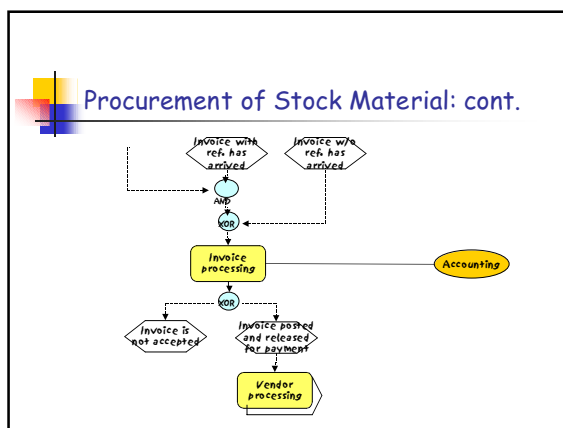 Procurement of Stock Material: cont.
Invoice with
ref. has
arrived
Invoice w/o
ref. has
arrived
AND
XOR
Invoice
processing
Accounting
XOR
Invoice is
not accepted
Invoice posted
and released
for payment
Vendor
processing